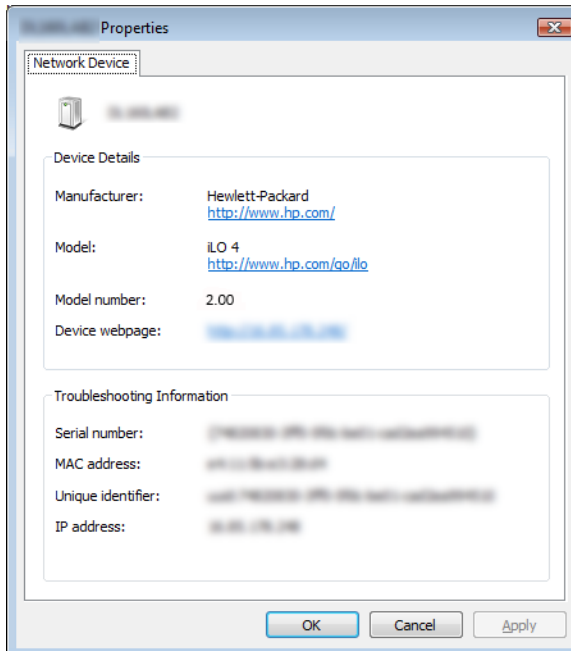 Properties
Network Device
Device Details
Manufacturer: Hewlett-Packard
http://www.hp.com/
Model: iLO 4
http://www.hp.com/go/ilo
Model number: 2.00
Device webpage:
Troubleshooting Information
Serial number:
MAC address:
Unique identifier:
IP address:
OK Cancel Apply